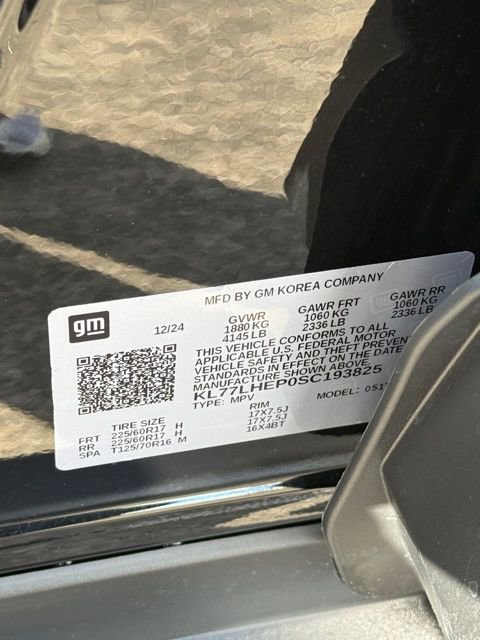 MFD BY GM KOREA COMPANY
gm
12/24
GVWR GAWR FRT GAWR RR
1880 KG 1060 KG 1060 KG
4145 LB 2336 LB 2336 LB
THIS VEHICLE CONFORMS TO ALL
APPLICABLE U.S. FEDERAL MOTOR
VEHICLE SAFETY AND THEFT
STANDARDS IN EFFECT ON THE DATE
MANUFACTURE SHOWN ABOVE.
KL77LHEP0SC193825
TYPE: MPV MODEL:
TIRE SIZE RIM
FRT 225/60R17 H 17X7.5J
RR 225/60R17 H 17X7.5J
SPA T125/70R16 M 16X4BT